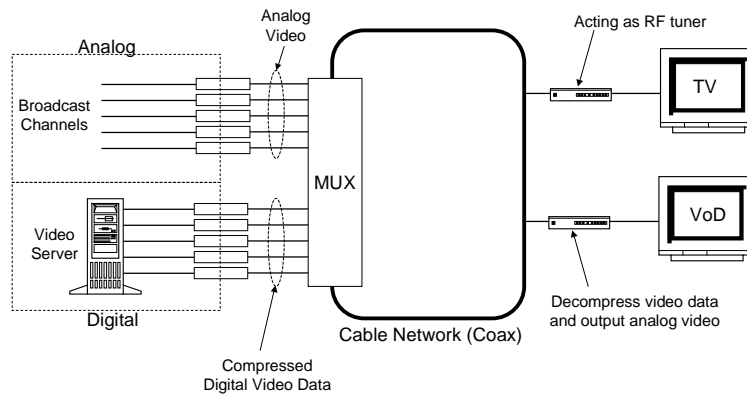 Analog
Video
Acting as RF tuner
Analog
Broadcast
Channels
TV
MUX
Video
Server
VoD
Digital
Decompress video data
and output analog video
Cable Network (Coax)
Compressed
Digital Video Data